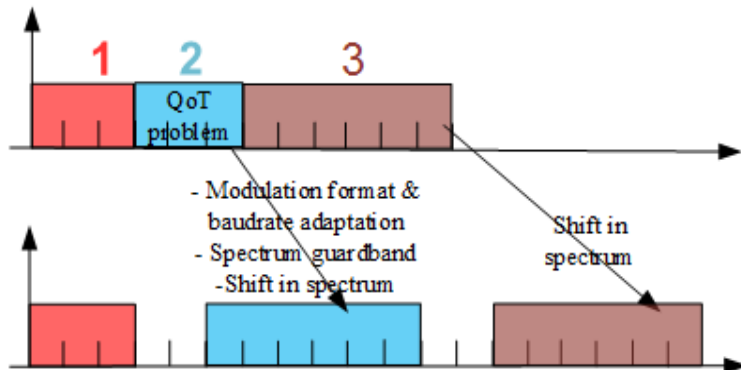 1 2 3
QoT
problem
- Modulation format &
baudrate adaptation
- Spectrum guardband
-Shift in spectrum
Shift in
spectrum